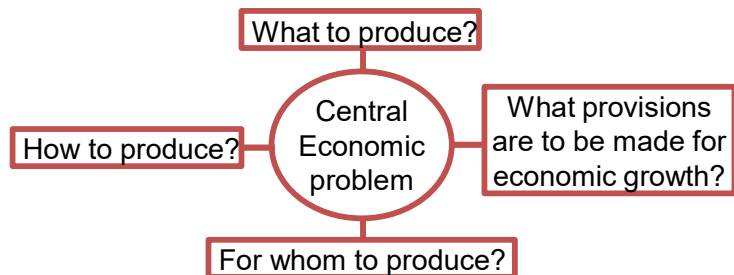 What to produce?
How to produce?
Central
Economic
problem
What provisions
are to be made for
economic growth?
For whom to produce?